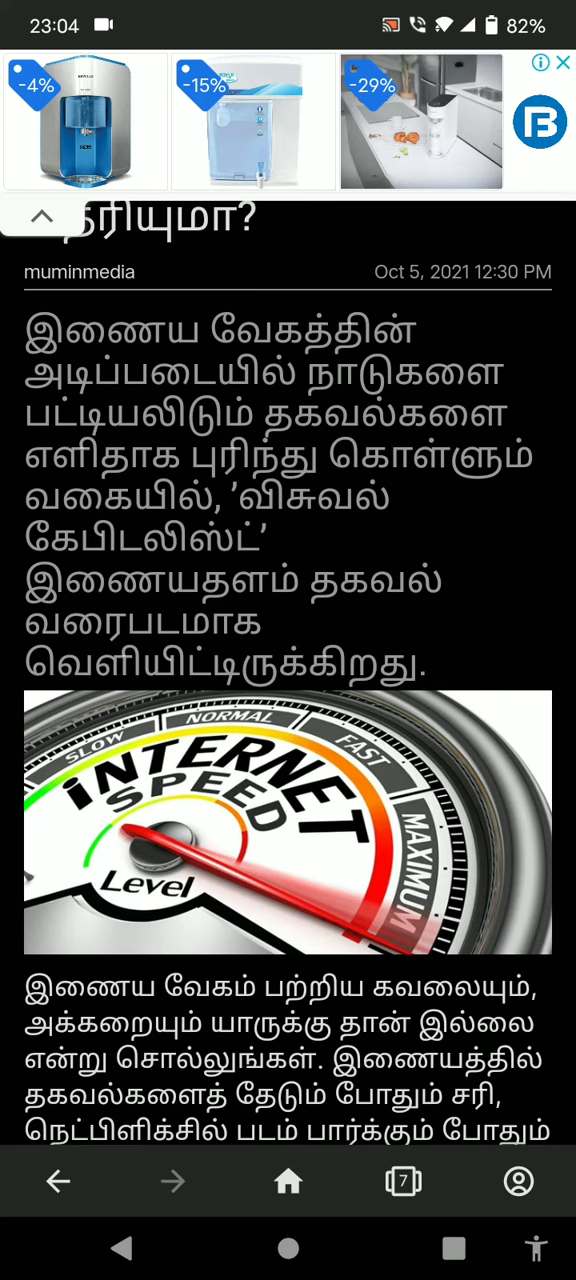 23:04
82%
-4%
-15%
-29%
தரியுமா?
muminmedia
Oct 5, 2021 12:30 PM
இணைய வேகத்தின்
அடிப்படையில் நாடுகளை
பட்டியலிடும் தகவல்களை
எளிதாக புரிந்து கொள்ளும்
வகையில், ’விசுவல்
கேபிடலிஸ்ட்’
இணையதளம் தகவல்
வரைபடமாக
வெளியிட்டிருக்கிறது.
SLOW
NORMAL
FAST
MAXIMUM
INTERNET
SPEED
Level
இணைய வேகம் பற்றிய கவலையும்,
அக்கறையும் யாருக்கு தான் இல்லை
என்று சொல்லுங்கள். இணையத்தில்
தகவல்களைத் தேடும் போதும் சரி,
நெட்பிளிக்சில் படம் பார்க்கும் போதும்
7